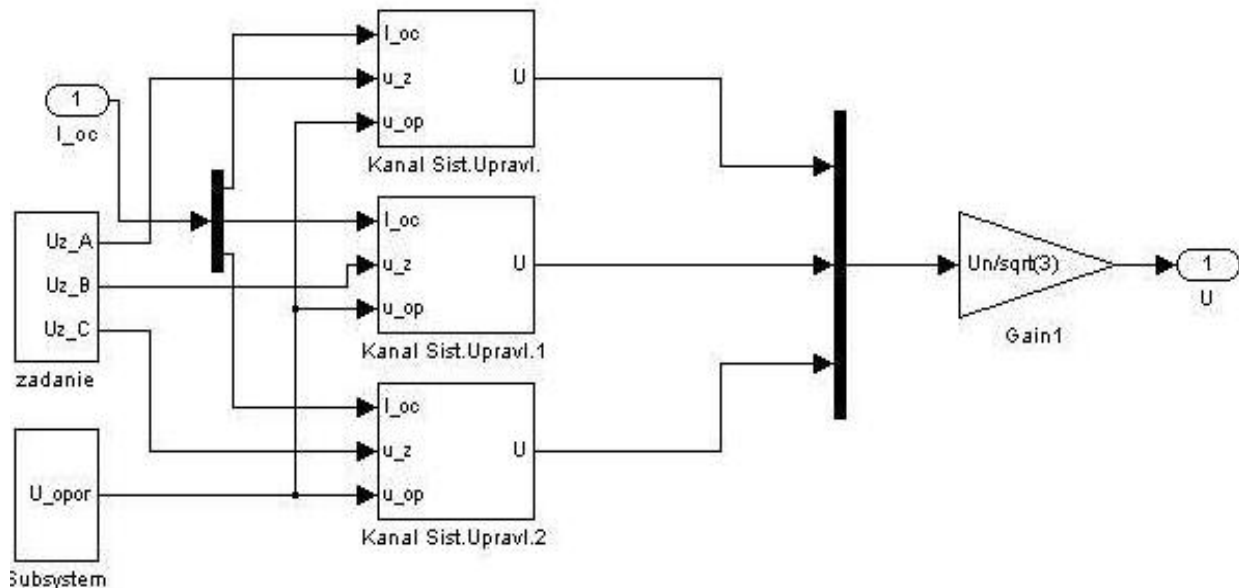 1
I_oc
Uz_A
Uz_B
Uz_C
zadanie
U_opor
Subsystem
I_oc
u_z
u_op
U
Kanal Sist.Upravl.
I_oc
u_z
u_op
U
Kanal Sist.Upravl.1
I_oc
u_z
u_op
U
Kanal Sist.Upravl.2
Un/sqrt(3)
Gain1
1
U